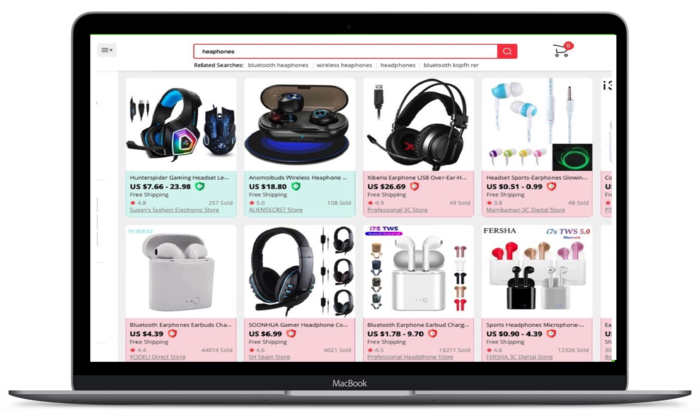 heaphones
0
Related Searches: bluetooth heaphones wireless heaphones headphones bluetooth kopfh rer
Hunterspider Gaming Headset Le...
US $7.66 - 23.98
Free Shipping
4.8 257 Sold
Susan's fashion Electronic Store
Anomoibuds Wireless Heaphone ...
US $18.80
Free Shipping
5.0 108 Sold
ALIENSECRET Store
Xiberia Earphone USB Over-Ear-H...
US $26.69
Free Shipping
4.9 49 Sold
Professional 3C Store
Headset Sports-Earphones Glowin...
US $0.51 - 0.99
Free Shipping
3.8 48 Sold
Mambaman 3C Digital Store
YODELI
Bluetooth Earphones Earbuds Cha...
US $4.39
Free Shipping
4.4 44014 Sold
YODELI Direct Store
SOONHUA Gamer Headphone Co...
US $6.99
Free Shipping
4.6 4021 Sold
SH Spain Store
i7S TWS
Bluetooth Earphone Earbud Charg...
US $1.78 - 9.70
Free Shipping
4.5 16211 Sold
Professional Headphone Store
FERSHA i7s TWS 5.0
Sports Headphones Microphone-...
US $0.90 - 4.39
Free Shipping
4.6 12326 Sold
FERSHA 3C Digital Store
MacBook